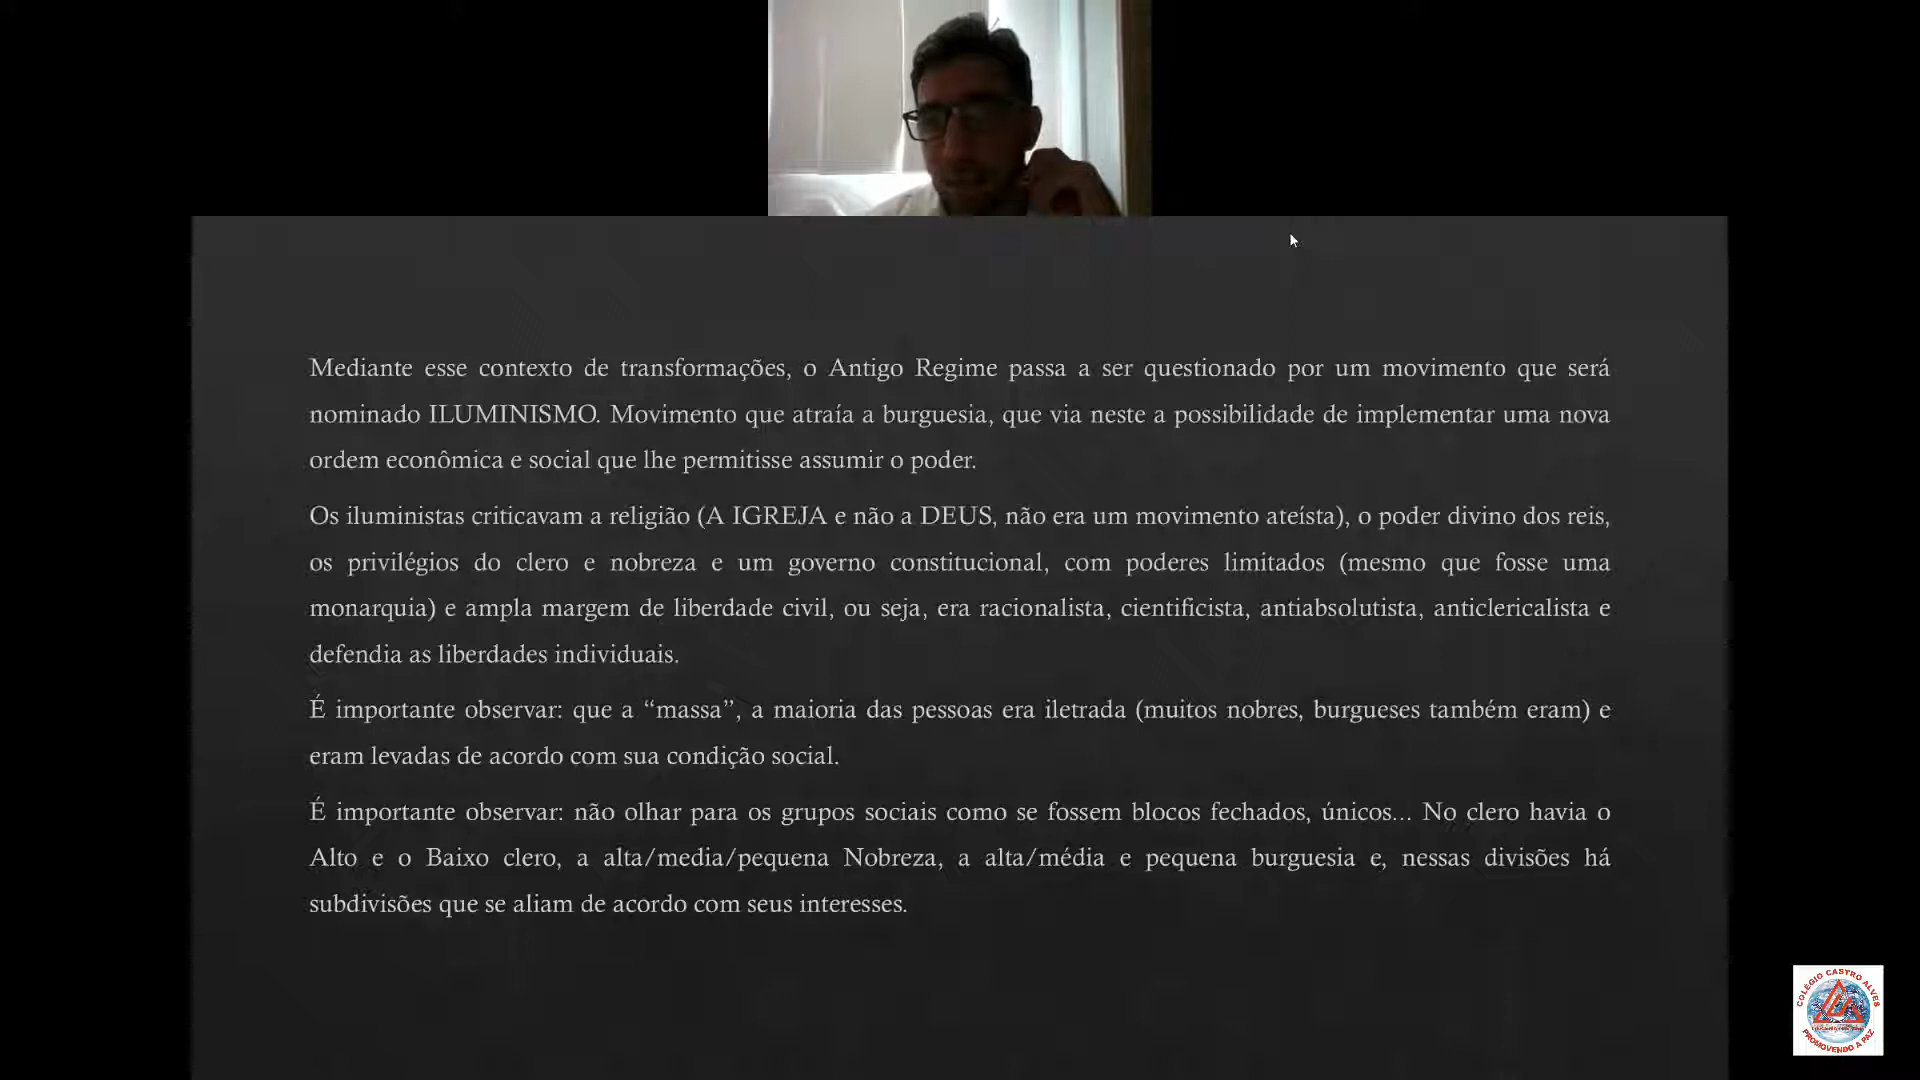 Mediante esse contexto de transformações, o Antigo Regime passa a ser questionado por um movimento que será
nominado ILUMINISMO. Movimento que atraía a burguesia, que via neste a possibilidade de implementar uma nova
ordem econômica e social que lhe permitisse assumir o poder.
Os iluministas criticavam a religião (A IGREJA e não a DEUS, não era um movimento ateísta), o poder divino dos reis,
os privilégios do clero e nobreza e um governo constitucional, com poderes limitados (mesmo que fosse uma
monarquia) e ampla margem de liberdade civil, ou seja, era racionalista, cientificista, antiabsolutista, anticlericalista e
defendia as liberdades individuais.
É importante observar: que a “massa”, a maioria das pessoas era iletrada (muitos nobres, burgueses também eram) e
eram levadas de acordo com sua condição social.
É importante observar: não olhar para os grupos sociais como se fossem blocos fechados, únicos... No clero havia o
Alto e o Baixo clero, a alta/media/pequena Nobreza, a alta/média e pequena burguesia e, nessas divisões há
subdivisões que se aliam de acordo com seus interesses.
COLÉGIO CASTRO ALVES
PROMOVENDO A PAZ